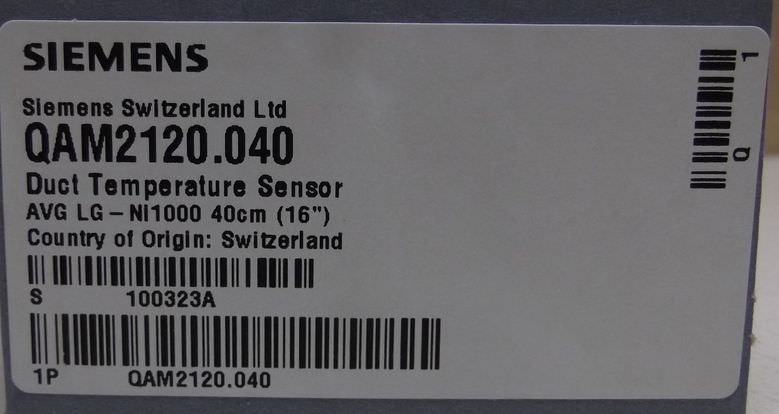 SIEMENS
Siemens Switzerland Ltd
QAM2120.040
Duct Temperature Sensor
AVG LG – NI1000 40cm (16")
Country of Origin: Switzerland
S 100323A
1P QAM2120.040
Q 1